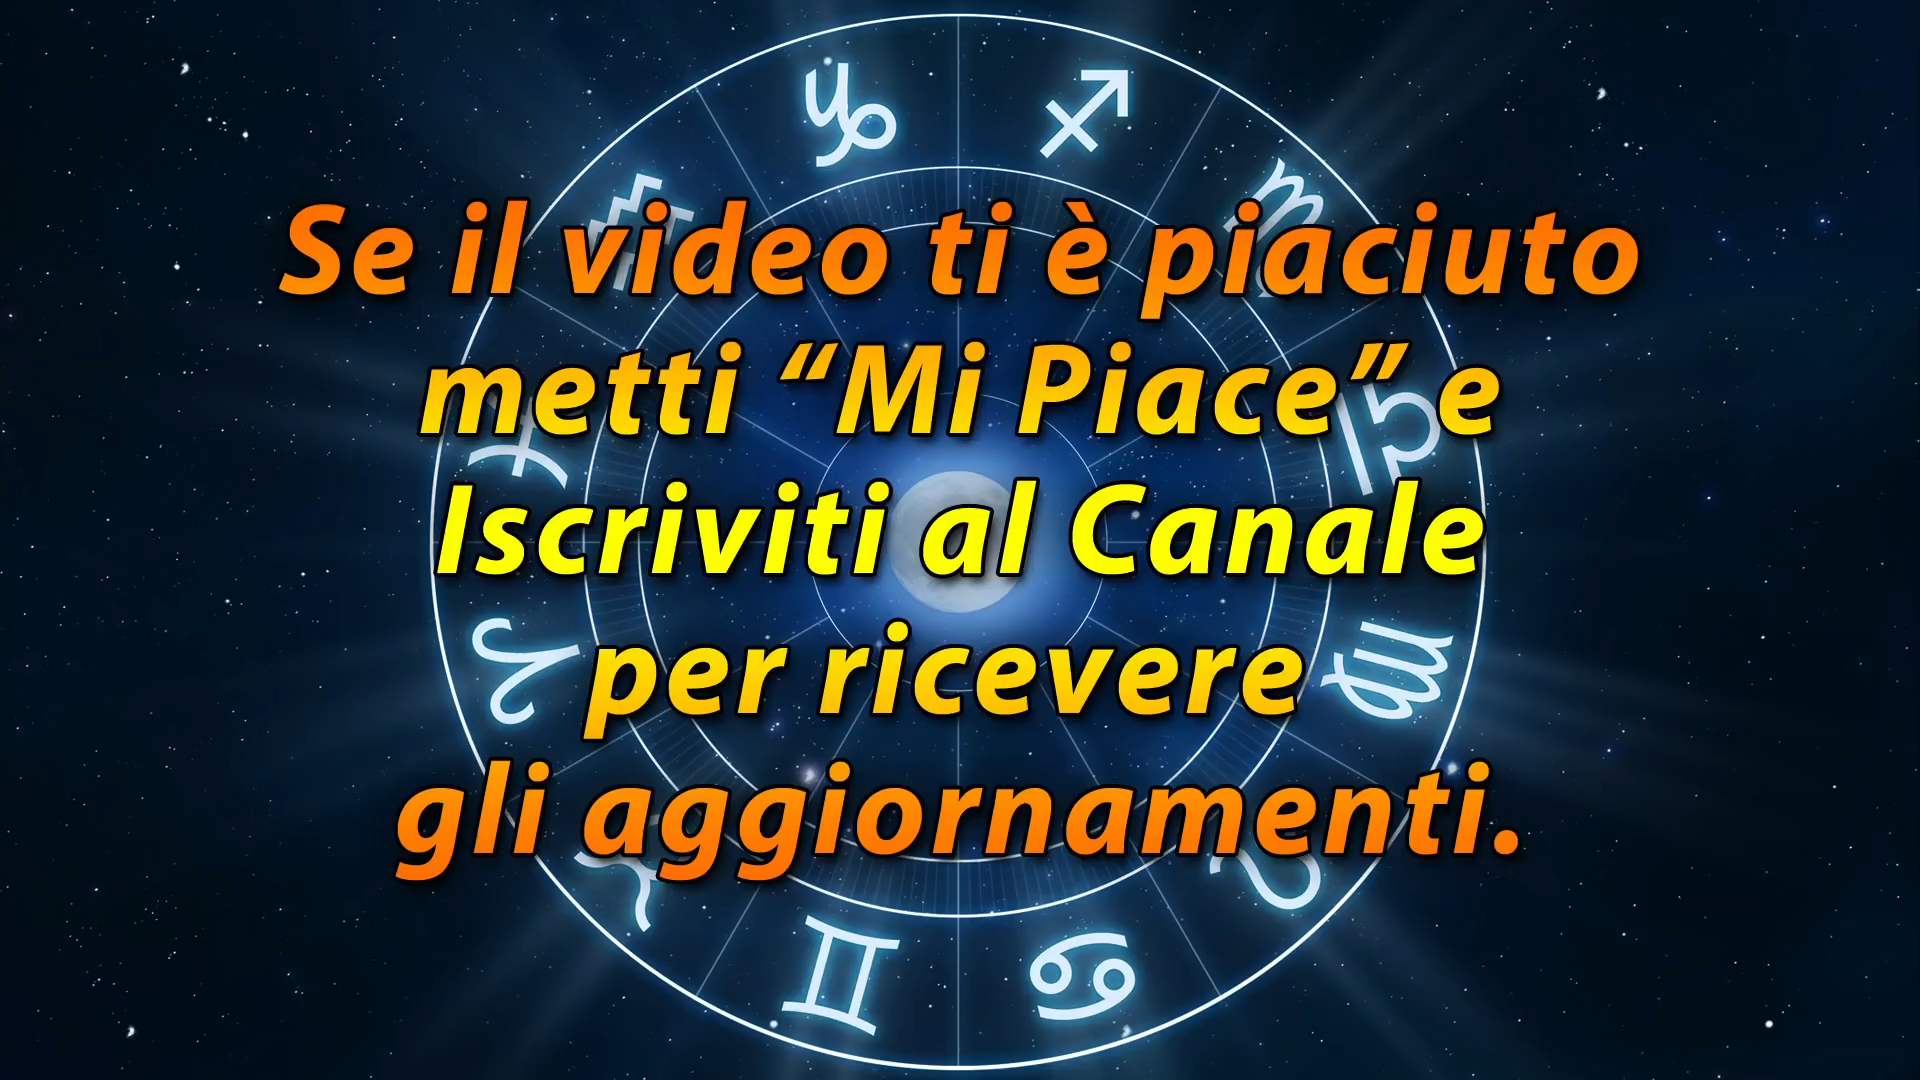 Se il video ti è piaciuto
metti “Mi Piace” e
Iscriviti al Canale
per ricevere
gli aggiornamenti.